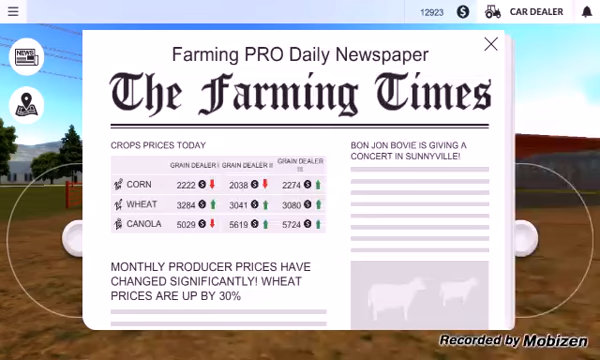 12923 CAR DEALER
NEWS
Farming PRO Daily Newspaper
The Farming Times
CROPS PRICES TODAY
GRAIN DEALER I GRAIN DEALER II GRAIN DEALER III
CORN 2222 2038 2274
WHEAT 3284 3041 3080
CANOLA 5029 5619 5724
MONTHLY PRODUCER PRICES HAVE
CHANGED SIGNIFICANTLY! WHEAT
PRICES ARE UP BY 30%
BON JON BOVIE IS GIVING A
CONCERT IN SUNNYVILLE!
Recorded by Mobizen